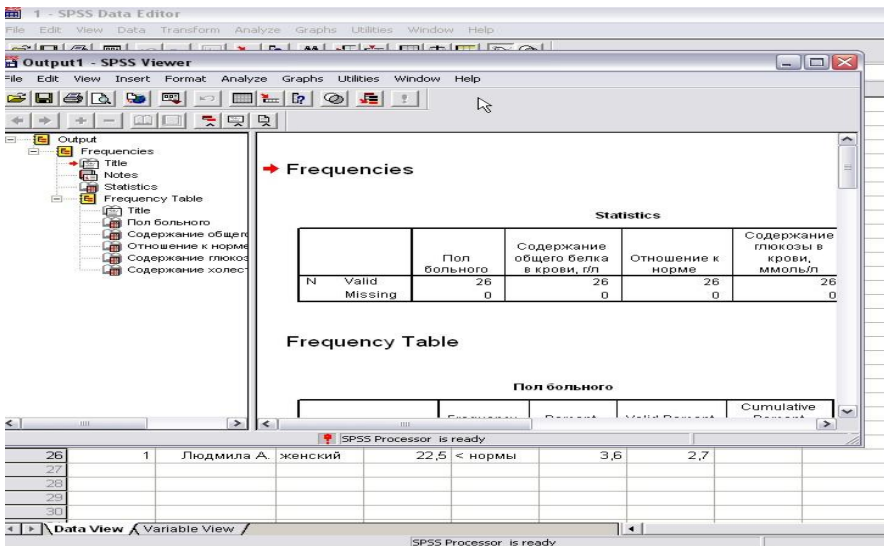 1 - SPSS Data Editor
File Edit View Data Transform Analyze Graphs Utilities Window Help
Output1 - SPSS Viewer
File Edit View Insert Format Analyze Graphs Utilities Window Help
Output
Frequencies
Title
Notes
Statistics
Frequency Table
Title
Пол больного
Содержание общего
Отношение к норме
Содержание глюкоз
Содержание холест
Frequencies
Statistics
Пол больного
Содержание общего белка в крови, г/л
Отношение к норме
Содержание глюкозы в крови, ммоль/л
N Valid 26 26 26 26
Missing 0 0 0 0
Frequency Table
Пол больного
Cumulative
SPSS Processor is ready
26 1 Людмила А. женский 22,5 < нормы 3,6 2,7
27
28
29
30
Data View Variable View
SPSS Processor is ready